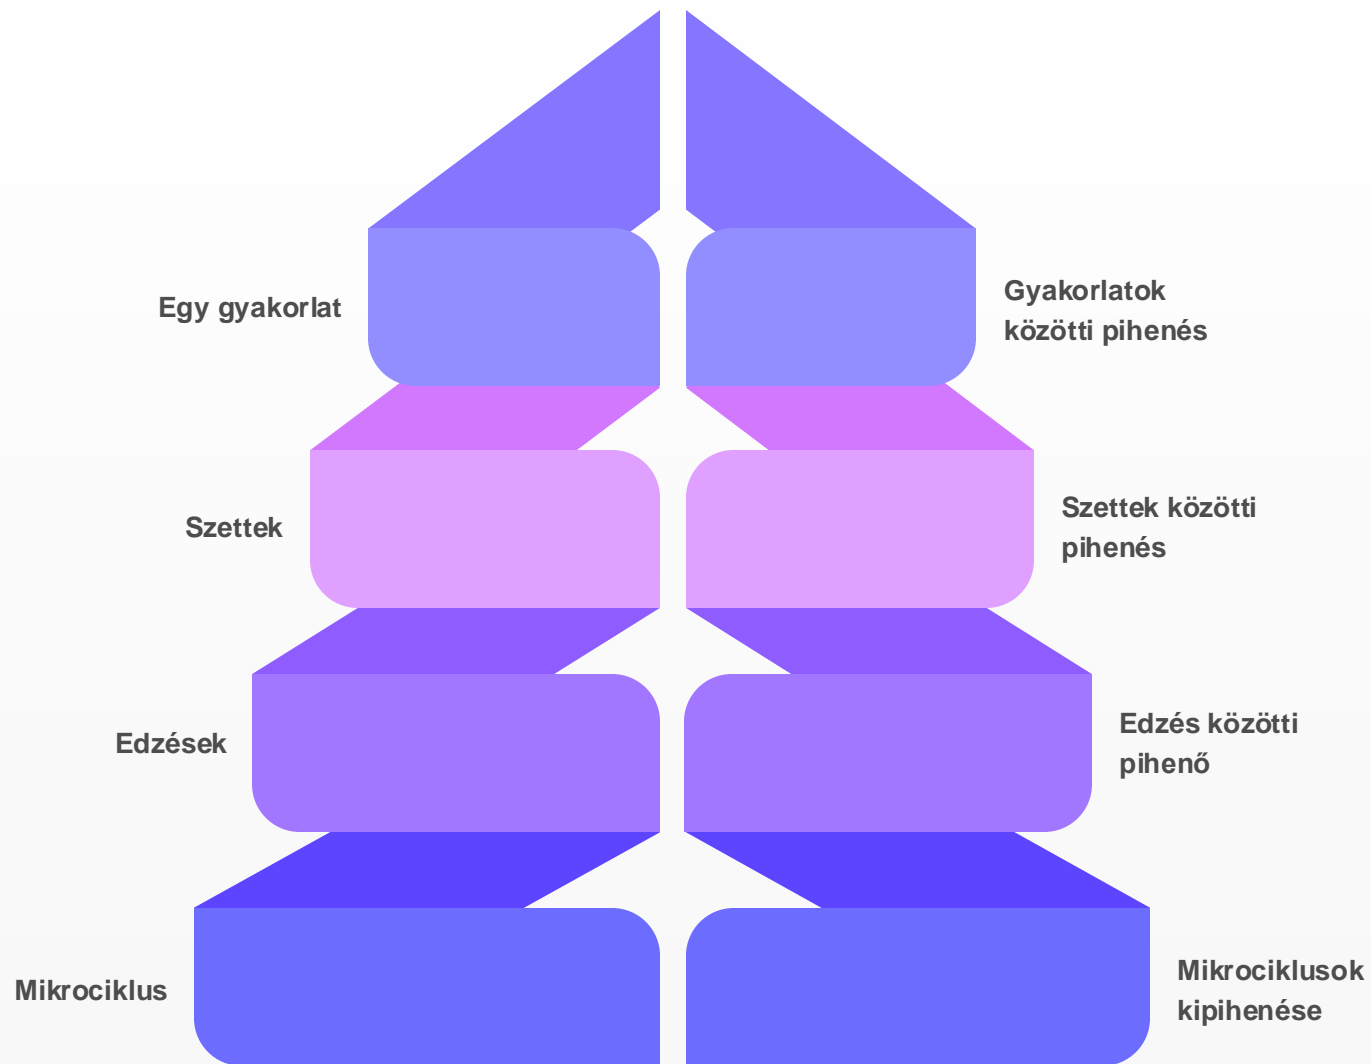 Egy gyakorlat
Gyakorlatok
közötti pihenés
Szettek
Szettek közötti
pihenés
Edzések
Edzés közötti
pihenő
Mikrociklus
Mikrociklusok
kipihenése